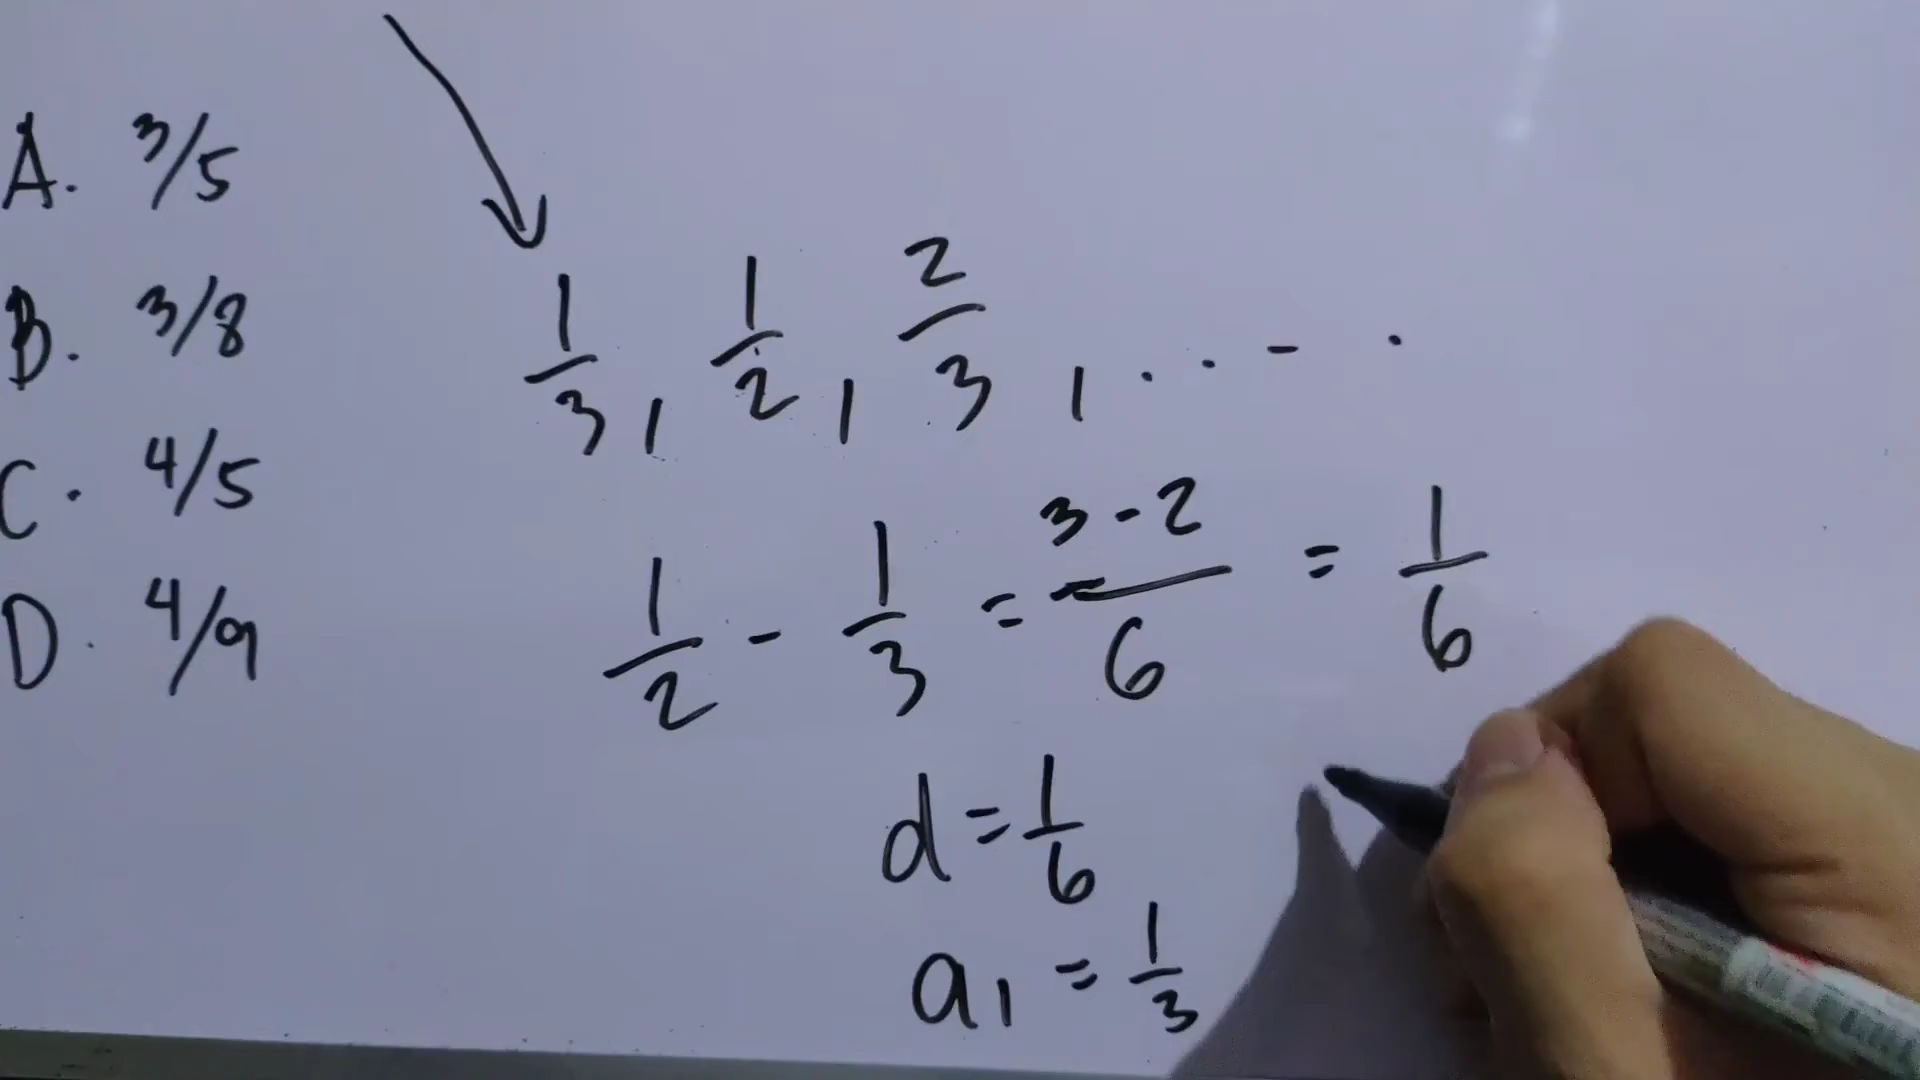 A. 3/5
B. 3/8
C. 4/5
D. 4/9
1/3, 1/2, 2/3, ... - .
1/2 - 1/3 = 3-2/6 = 1/6
d = 1/6
a1 = 1/3